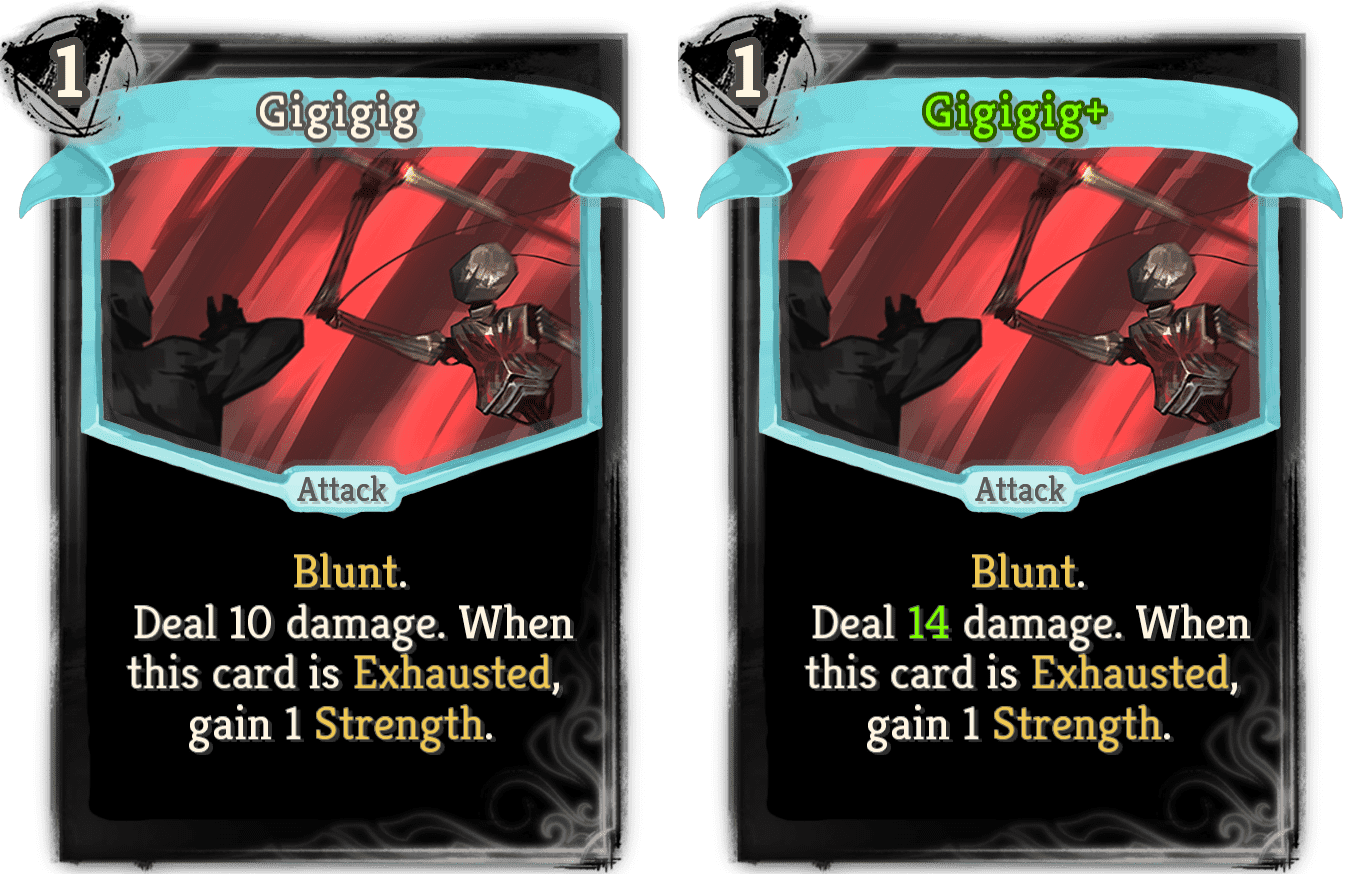 1
Gigigig
Attack
Blunt.
Deal 10 damage. When
this card is Exhausted,
gain 1 Strength.
1
Gigigig+
Attack
Blunt.
Deal 14 damage. When
this card is Exhausted,
gain 1 Strength.